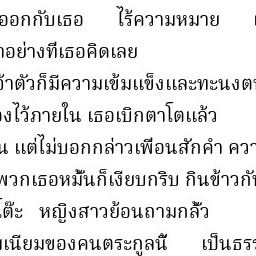 ออกกับเธอ ไร้ความหมาย
อย่างที่เธอคิดเลย
จ้าตัวก็มีความเข้มแข็งและทะนงต
งไว้ภายใน เธอเบิกตาโตแล้ว
น แต่ไม่บอกกล่าวเพื่อนสักคำ ควา
พวกเธอหมั้นก็เงียบกริบ กินข้าวกั
โต๊ะ หญิงสาวย้อนถามกลั้ว
เนียมของคนตระกูลนี้ เป็นธร